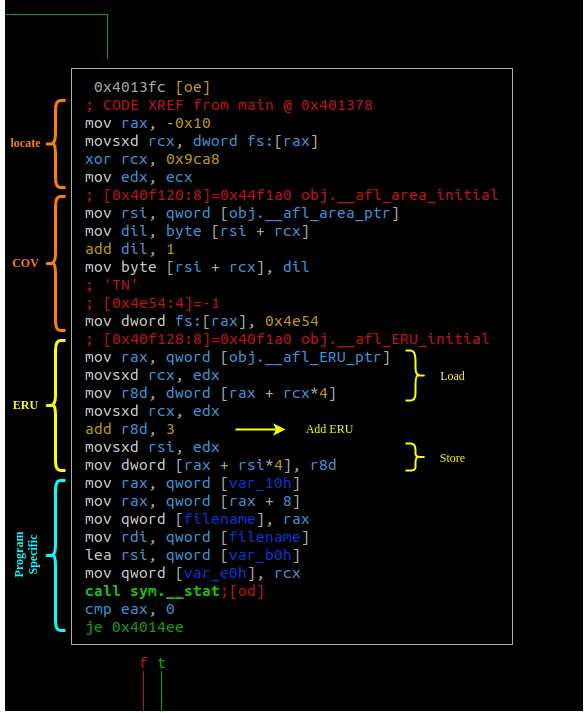 0x4013fc [oe]
; CODE XREF from main @ 0x401378
mov rax, -0x10
locate
movsxd rcx, dword fs:[rax]
xor rcx, 0x9ca8
mov edx, ecx
; [0x40f120:8]=0x44f1a0 obj.__afl_area_initial
mov rsi, qword [obj.__afl_area_ptr]
mov dil, byte [rsi + rcx]
add dil, 1
COV
mov byte [rsi + rcx], dil
; 'TN'
; [0x4e54:4]=-1
mov dword fs:[rax], 0x4e54
; [0x40f128:8]=0x40f1a0 obj.__afl_ERU_initial
mov rax, qword [obj.__afl_ERU_ptr]
movsxd rcx, edx
Load
mov r8d, dword [rax + rcx*4]
ERU
movsxd rcx, edx
add r8d, 3
Add ERU
movsxd rsi, edx
Store
mov dword [rax + rsi*4], r8d
mov rax, qword [var_10h]
mov rax, qword [rax + 8]
mov qword [filename], rax
mov rdi, qword [filename]
Program
Specific
lea rsi, qword [var_b0h]
mov qword [var_e0h], rcx
call sym.__stat;[od]
cmp eax, 0
je 0x4014ee
f t